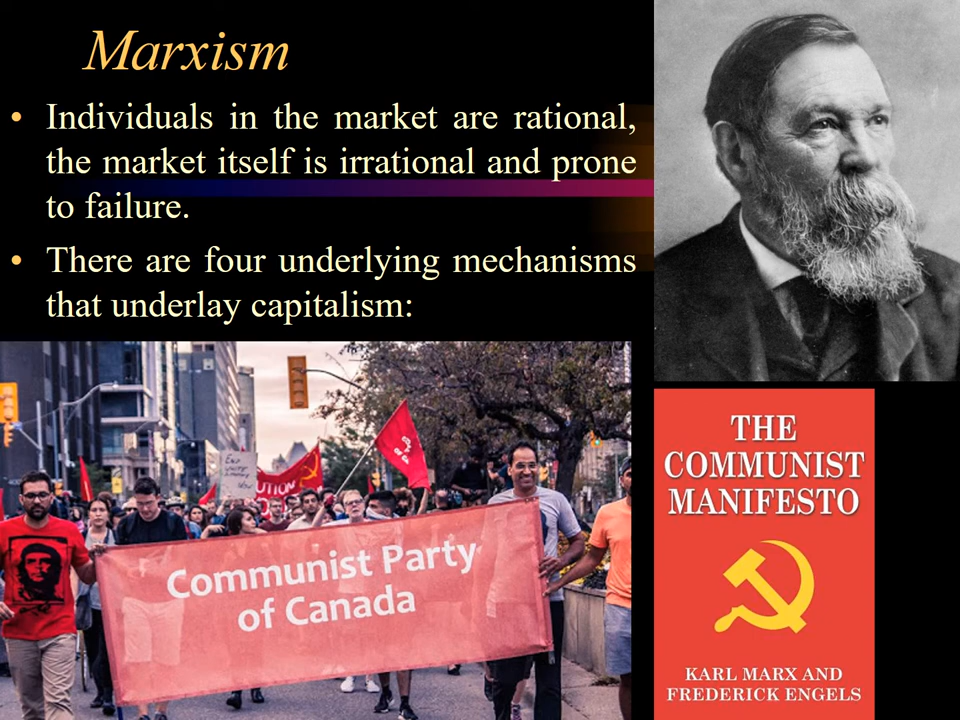 Marxism
• Individuals in the market are rational,
the market itself is irrational and prone
to failure.
• There are four underlying mechanisms
that underlay capitalism:
Communist Party
of Canada
UTION
THE
COMMUNIST
MANIFESTO
KARL MARX AND
FREDERICK ENGELS